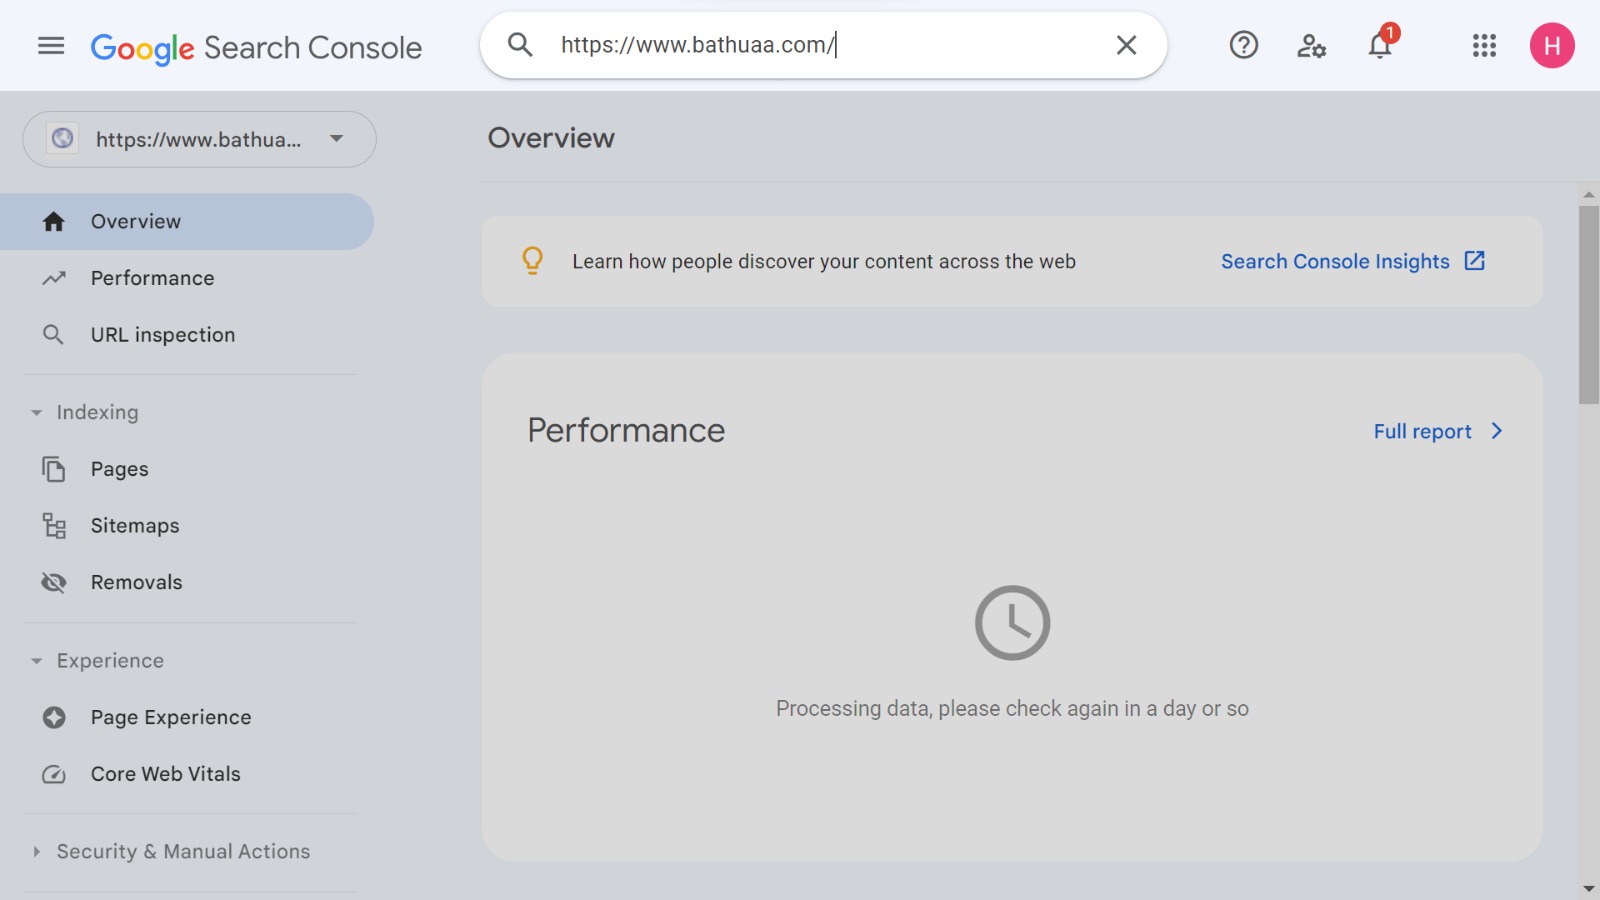 Google Search Console
https://www.bathuaa.com/
1
H
https://www.bathua...
Overview
Performance
URL inspection
Indexing
Pages
Sitemaps
Removals
Experience
Page Experience
Core Web Vitals
Security & Manual Actions
Overview
Learn how people discover your content across the web
Search Console Insights
Performance
Full report
Processing data, please check again in a day or so